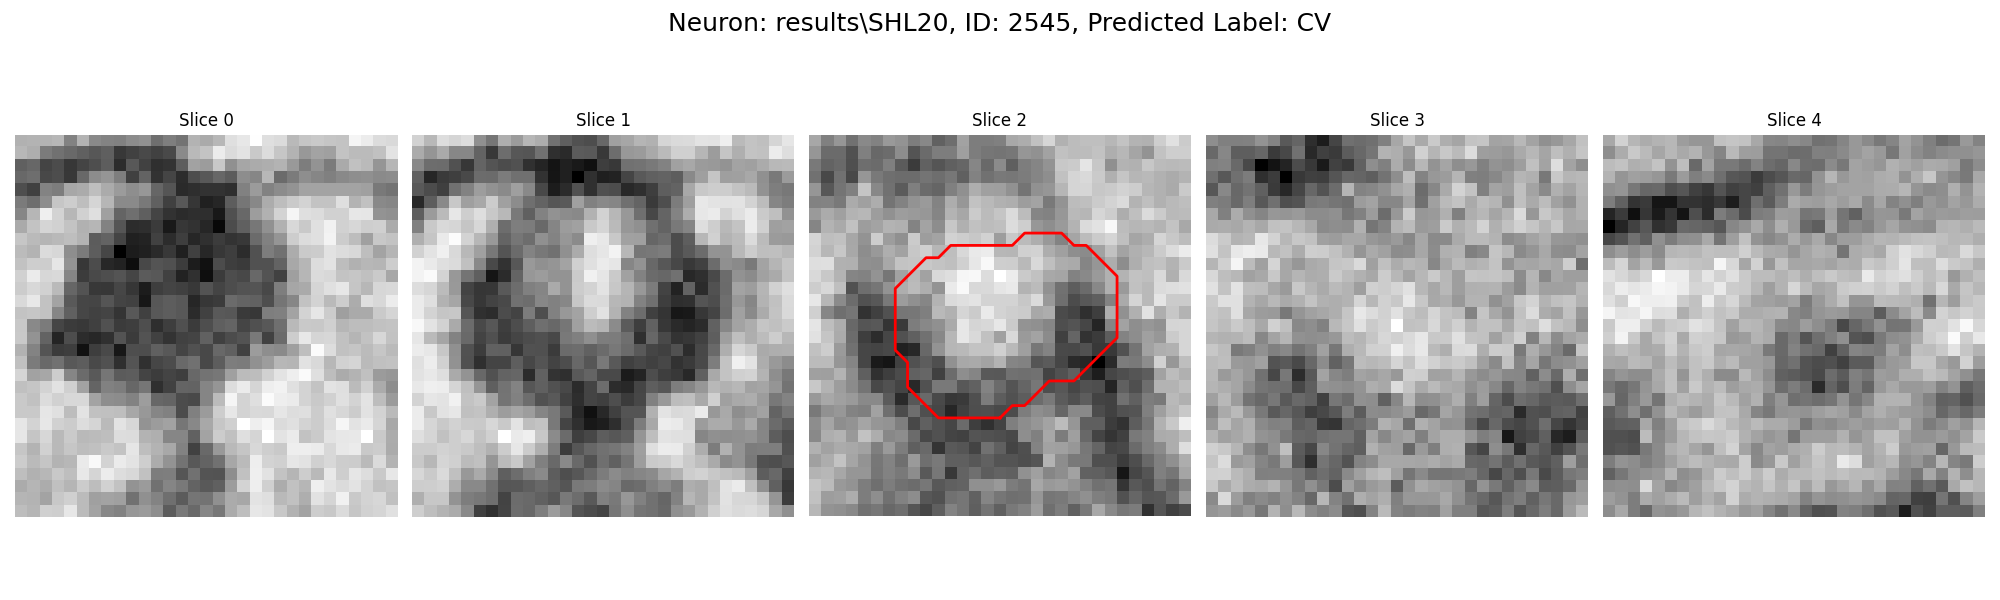 Neuron: results\SHL20, ID: 2545, Predicted Label: CV
Slice 0
Slice 1
Slice 2
Slice 3
Slice 4